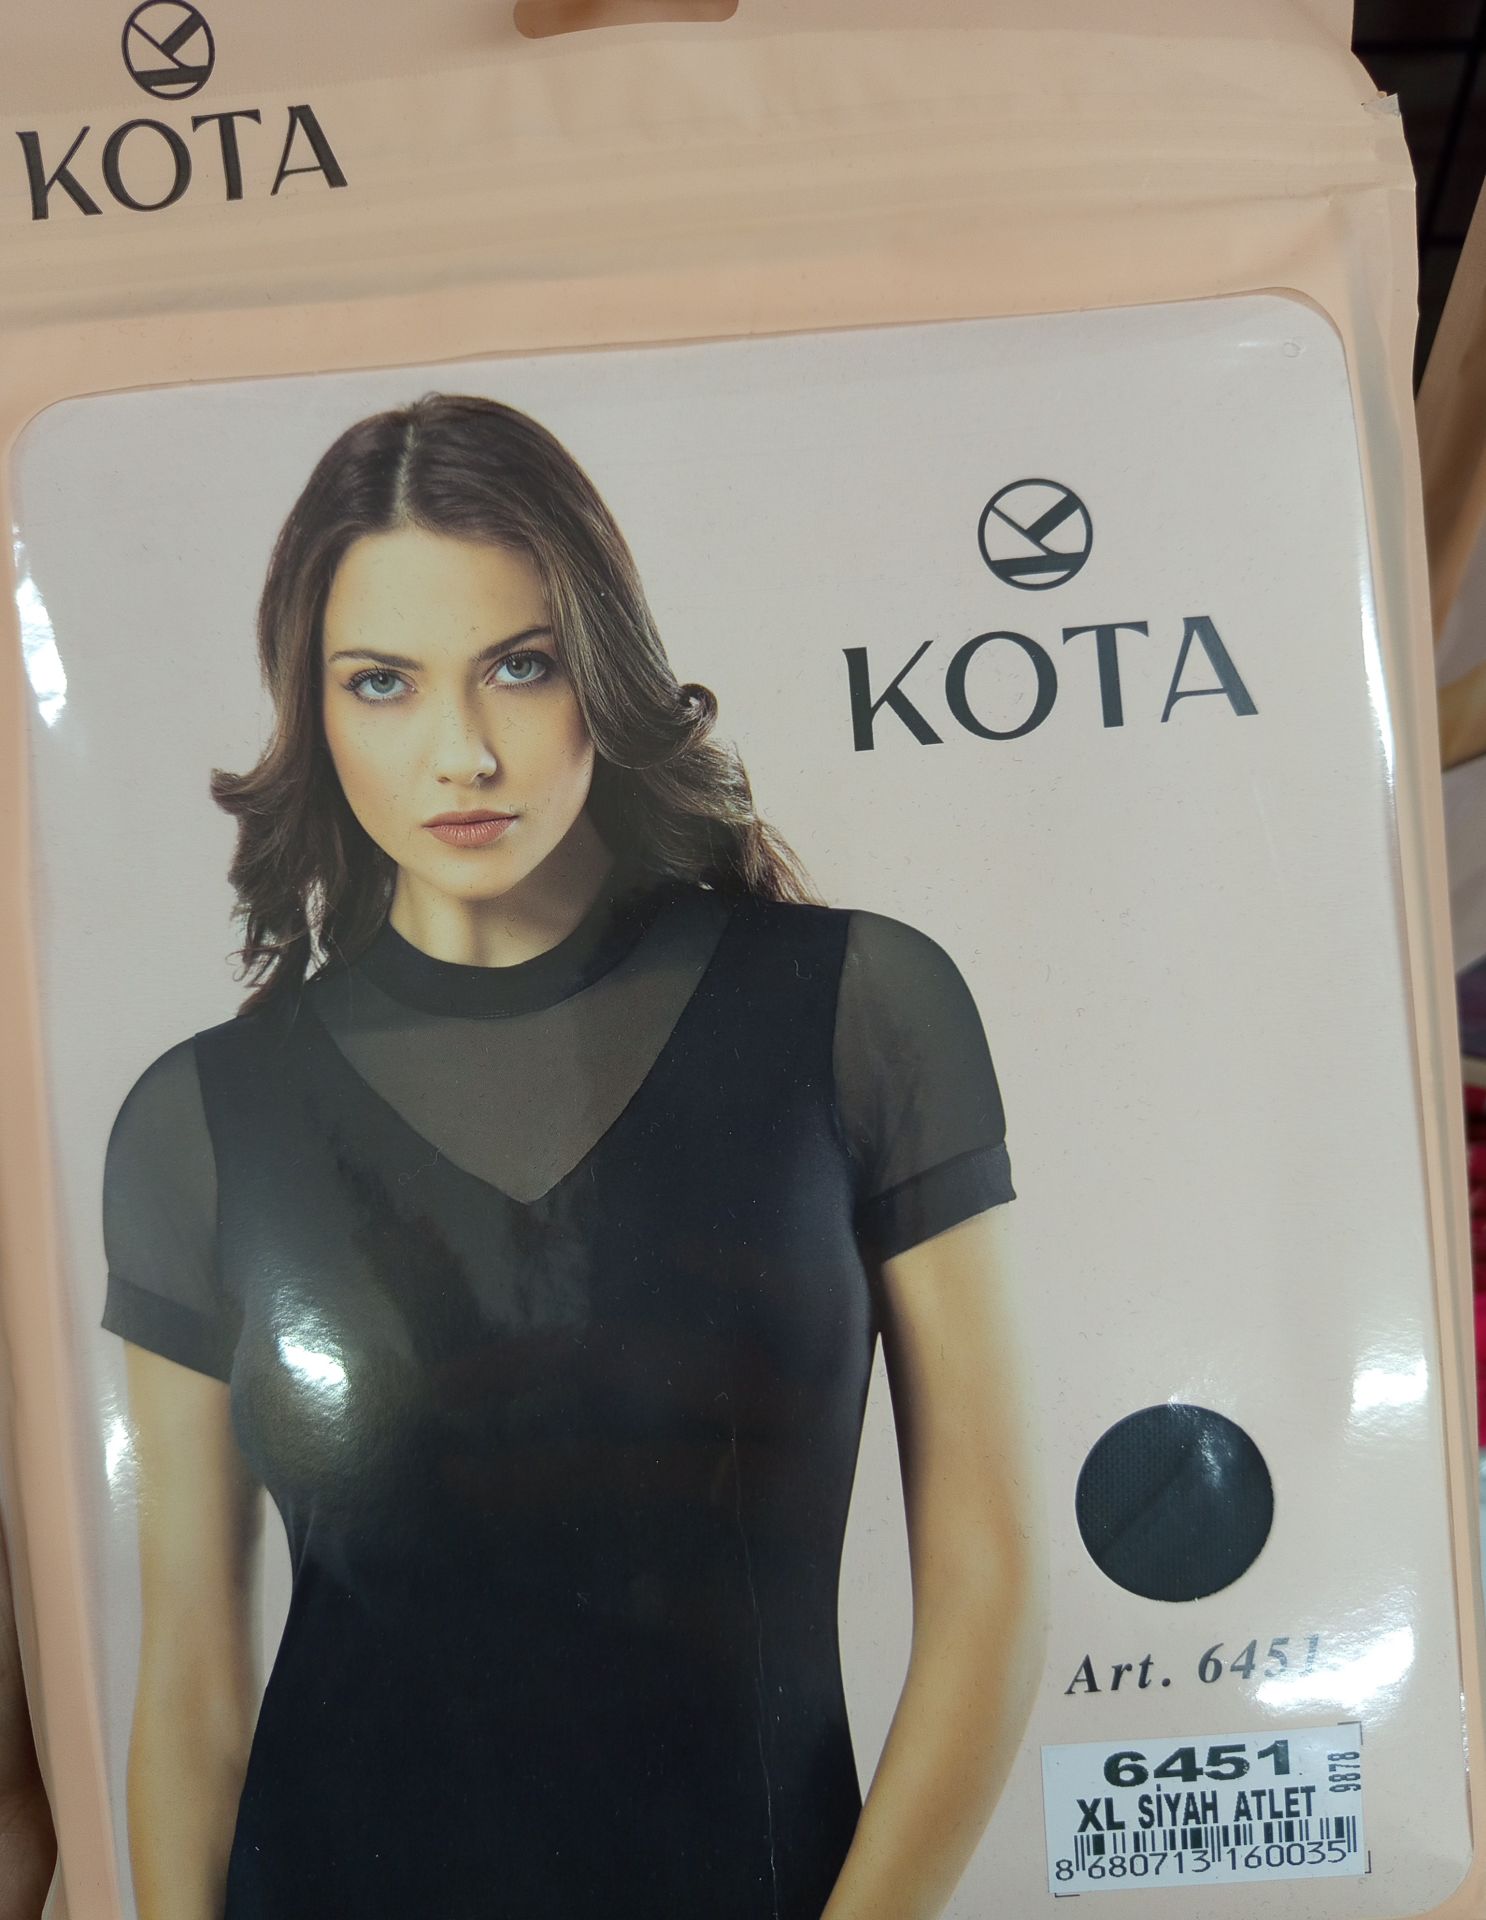 KOTA
KOTA
Art. 6451
6451
9878
XL SİYAH ATLET
8 680713 160035